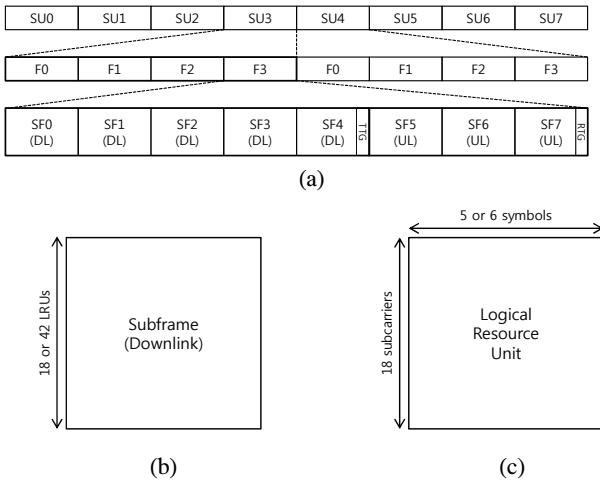 SU0 SU1 SU2 SU3 SU4 SU5 SU6 SU7
F0 F1 F2 F3 F0 F1 F2 F3
SF0 (DL) SF1 (DL) SF2 (DL) SF3 (DL) SF4 (DL) TTG SF5 (UL) SF6 (UL) SF7 (UL) RTG
(a)
5 or 6 symbols
18 or 42 LRUs
Subframe
(Downlink)
18 subcarriers
Logical
Resource
Unit
(b) (c)